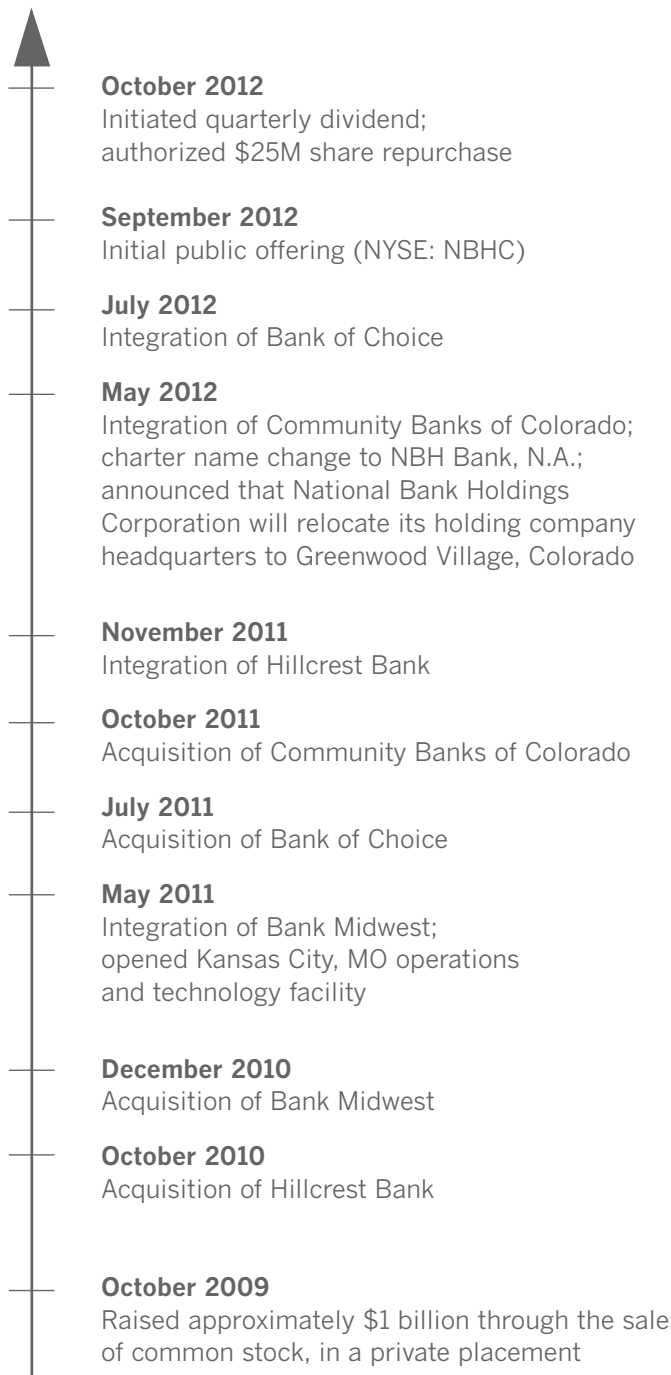 October 2012
Initiated quarterly dividend;
authorized $25M share repurchase
September 2012
Initial public offering (NYSE: NBHC)
July 2012
Integration of Bank of Choice
May 2012
Integration of Community Banks of Colorado;
charter name change to NBH Bank, N.A.;
announced that National Bank Holdings
Corporation will relocate its holding company
headquarters to Greenwood Village, Colorado
November 2011
Integration of Hillcrest Bank
October 2011
Acquisition of Community Banks of Colorado
July 2011
Acquisition of Bank of Choice
May 2011
Integration of Bank Midwest;
opened Kansas City, MO operations
and technology facility
December 2010
Acquisition of Bank Midwest
October 2010
Acquisition of Hillcrest Bank
October 2009
Raised approximately $1 billion through the sale
of common stock, in a private placement